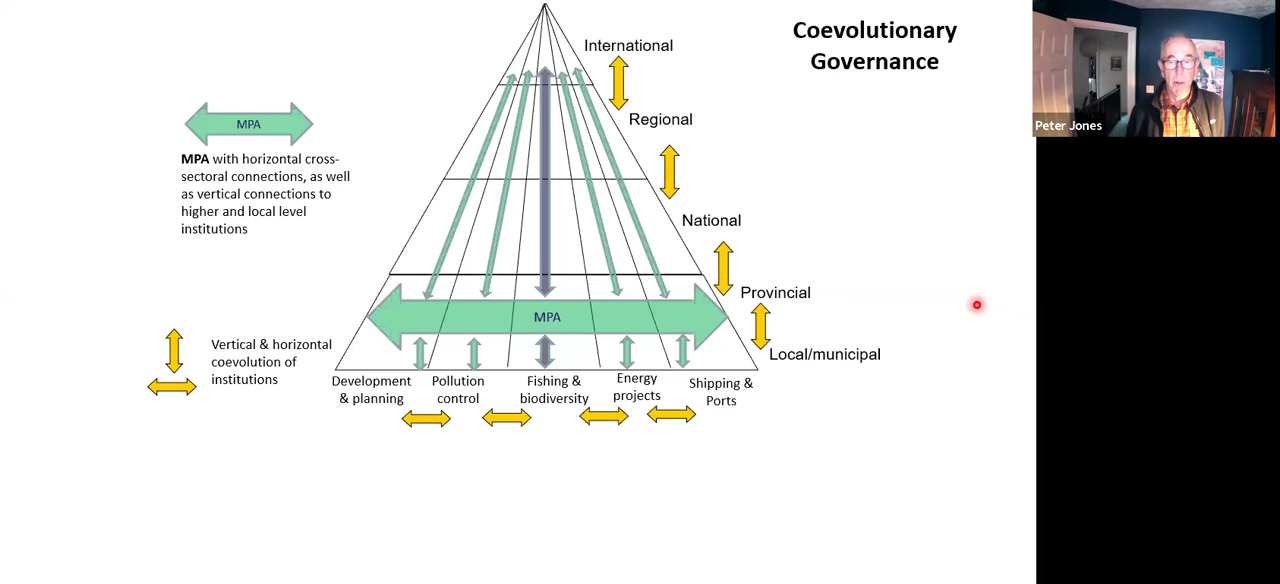 Coevolutionary
Governance
International
Regional
National
Provincial
Local/municipal
MPA
MPA with horizontal cross-
sectoral connections, as well
as vertical connections to
higher and local level
institutions
MPA
Vertical & horizontal
coevolution of
institutions
Development
& planning
Pollution
control
Fishing &
biodiversity
Energy
projects
Shipping &
Ports
Peter Jones